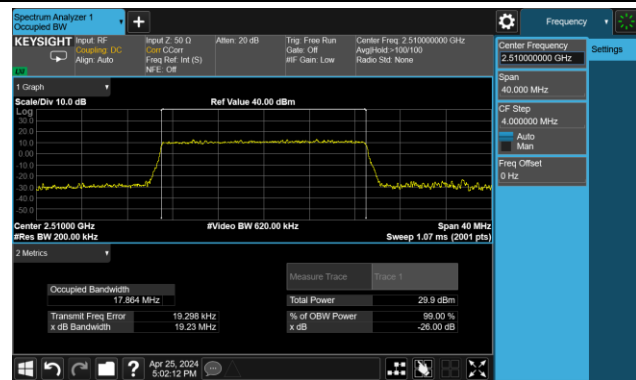 Spectrum Analyzer 1
Occupied BW
Frequency
KEYSIGHT
Input: RF
Coupling: DC
Align: Auto
Input Z: 50 Ω
Corr CCorr
Freq Ref: Int (S)
NFE: Off
Atten: 20 dB
Trig: Free Run
Gate: Off
#IF Gain: Low
Center Freq: 2.510000000 GHz
Avg|Hold:>100/100
Radio Std: None
Center Frequency
2.510000000 GHz
Settings
Span
40.000 MHz
CF Step
4.000000 MHz
Auto
Man
Freq Offset
0 Hz
1 Graph
Scale/Div 10.0 dB
Ref Value 40.00 dBm
Log
30.0
20.0
10.0
0.00
-10.0
-20.0
-30.0
-40.0
-50.0
Center 2.51000 GHz
#Video BW 620.00 kHz
Span 40 MHz
#Res BW 200.00 kHz
Sweep 1.07 ms (2001 pts)
2 Metrics
Measure Trace
Trace 1
Occupied Bandwidth
17.864 MHz
Total Power
29.9 dBm
Transmit Freq Error
19.298 kHz
% of OBW Power
99.00 %
x dB Bandwidth
19.23 MHz
x dB
-26.00 dB
Apr 25, 2024
5:02:12 PM